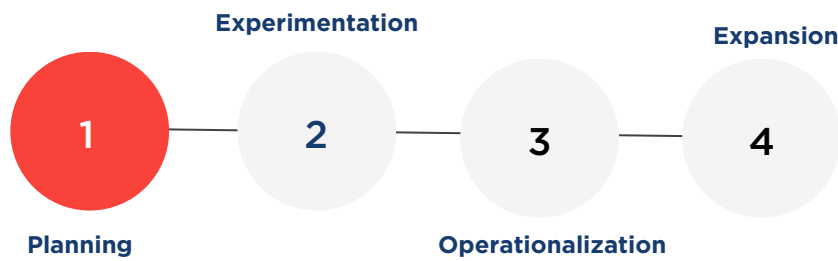 Experimentation
Expansion
1
2
3
4
Planning
Operationalization